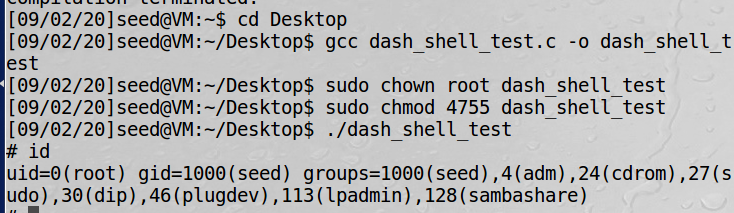 compilation terminated.
[09/02/20]seed@VM:~$ cd Desktop
[09/02/20]seed@VM:~/Desktop$ gcc dash_shell_test.c -o dash_shell_t
est
[09/02/20]seed@VM:~/Desktop$ sudo chown root dash_shell_test
[09/02/20]seed@VM:~/Desktop$ sudo chmod 4755 dash_shell_test
[09/02/20]seed@VM:~/Desktop$ ./dash_shell_test
# id
uid=0(root) gid=1000(seed) groups=1000(seed),4(adm),24(cdrom),27(s
udo),30(dip),46(plugdev),113(lpadmin),128(sambashare)
#